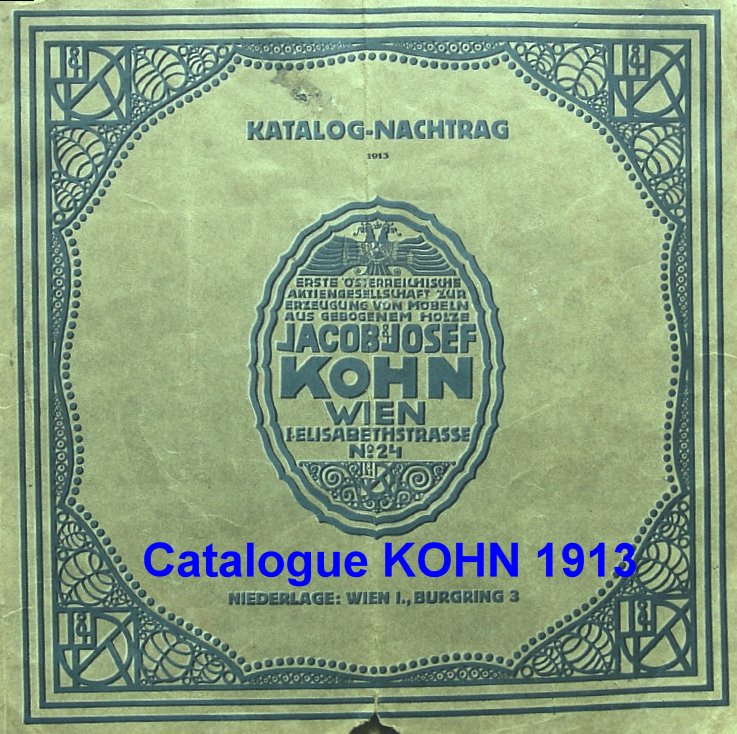 KATALOG-NACHTRAG
1913
ERSTE ÖSTERREICHISCHE
AKTIENGESELLSCHAFT ZUR
ERZEUGUNG VON MÖBELN
AUS GEBOGENEM HOLZE
JACOB & JOSEF
KOHN
WIEN
I. ELISABETHSTRASSE
No 24
Catalogue KOHN 1913
NIEDERLAGE: WIEN I., BURGRING 3